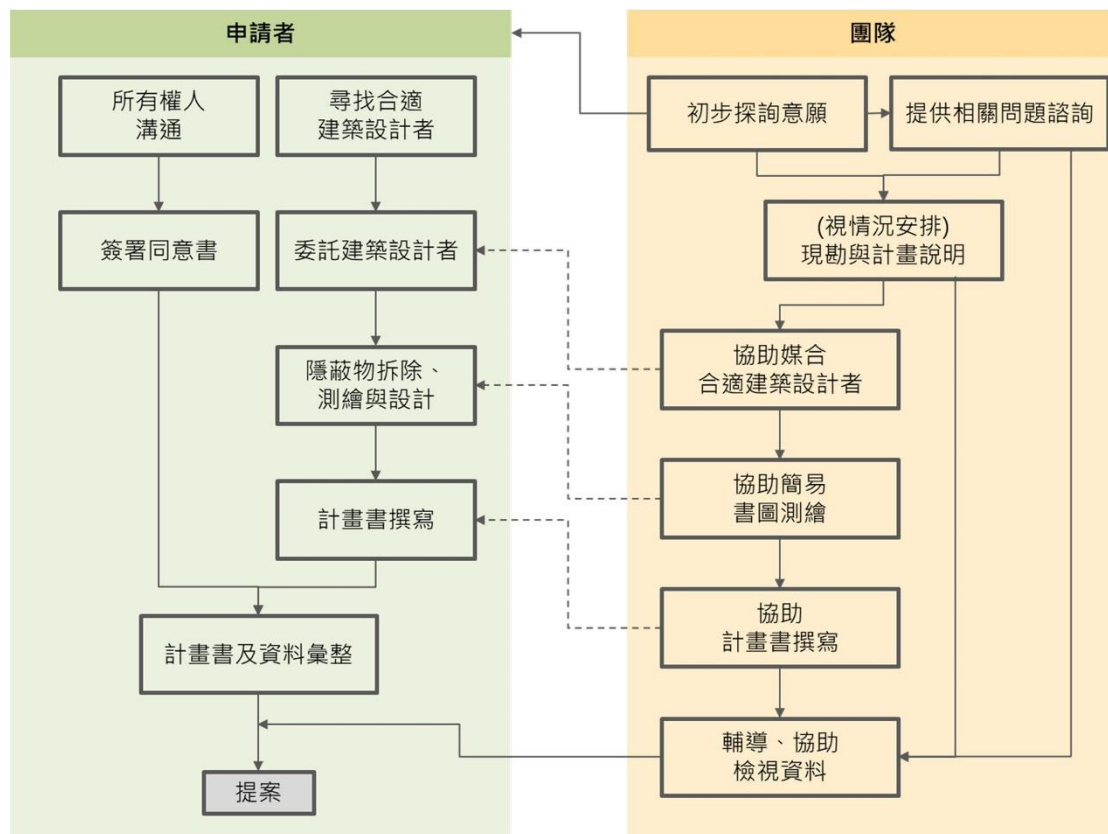 申請者
所有權人
溝通
尋找合適
建築設計者
簽署同意書
委託建築設計者
隱蔽物拆除、
測繪與設計
計畫書撰寫
計畫書及資料彙整
提案
團隊
初步探詢意願
提供相關問題諮詢
(視情況安排)
現勘與計畫說明
協助媒合
合適建築設計者
協助簡易
書圖測繪
協助
計畫書撰寫
輔導、協助
檢視資料